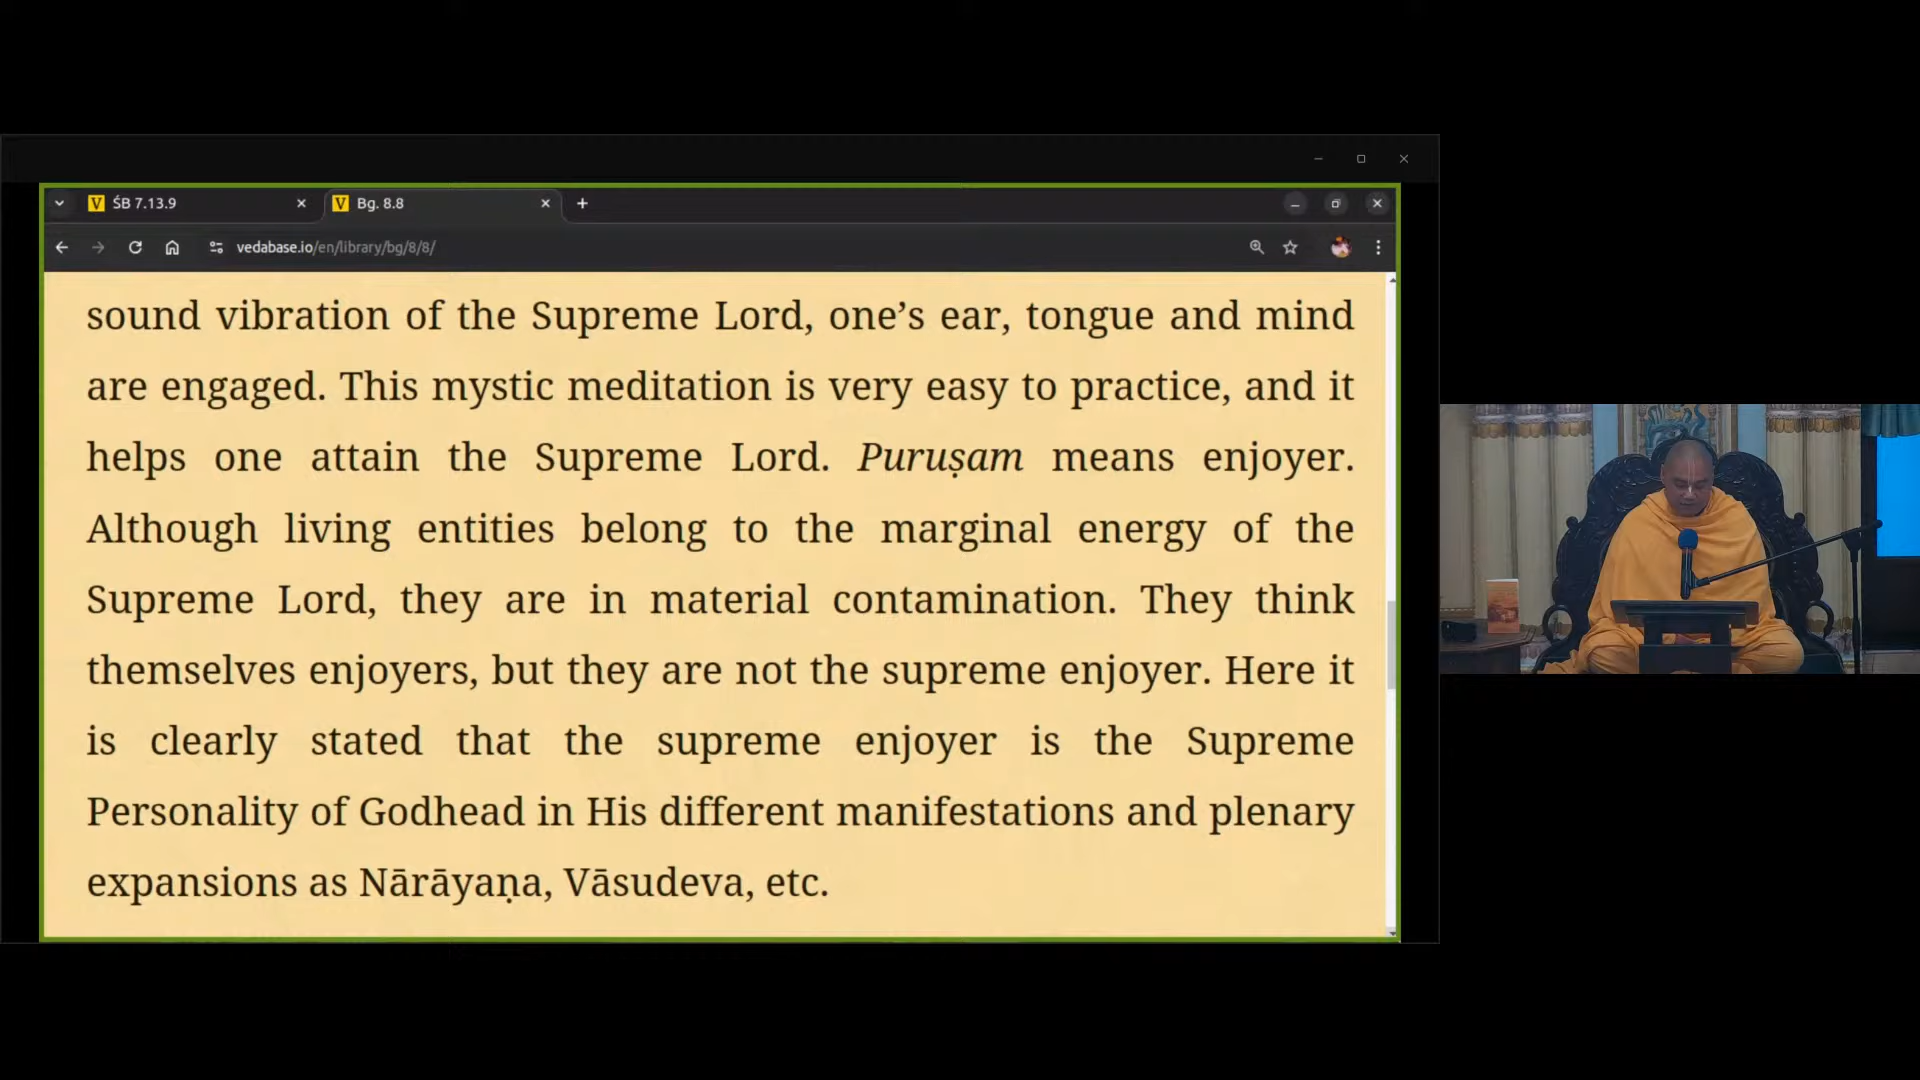 ŚB 7.13.9
Bg. 8.8
vedabase.io/en/library/bg/8/8/
sound vibration of the Supreme Lord, one’s ear, tongue and mind
are engaged. This mystic meditation is very easy to practice, and it
helps one attain the Supreme Lord. Puruṣam means enjoyer.
Although living entities belong to the marginal energy of the
Supreme Lord, they are in material contamination. They think
themselves enjoyers, but they are not the supreme enjoyer. Here it
is clearly stated that the supreme enjoyer is the Supreme
Personality of Godhead in His different manifestations and plenary
expansions as Nārāyaṇa, Vāsudeva, etc.